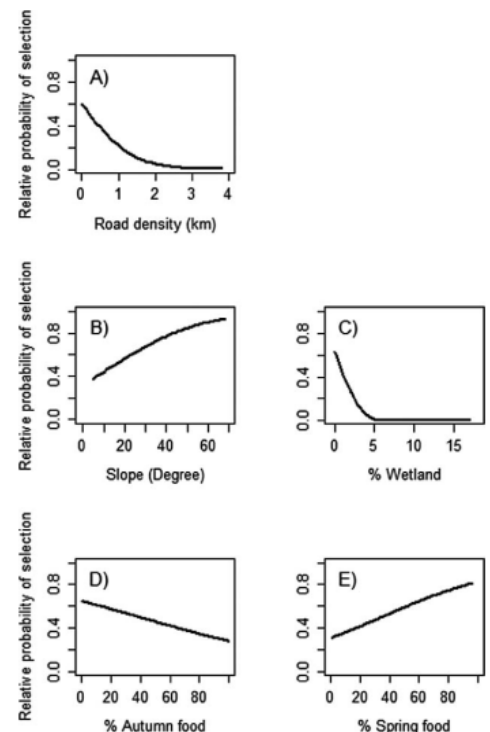 Relative probability of selection
0.0 0.4 0.8
A)
0 1 2 3 4
Road density (km)
Relative probability of selection
0.0 0.4 0.8
B)
0 20 40 60
Slope (Degree)
0.0 0.4 0.8
C)
0 5 10 15
% Wetland
Relative probability of selection
0.0 0.4 0.8
D)
0 20 40 60 80
% Autumn food
0.0 0.4 0.8
E)
0 20 40 60 80
% Spring food